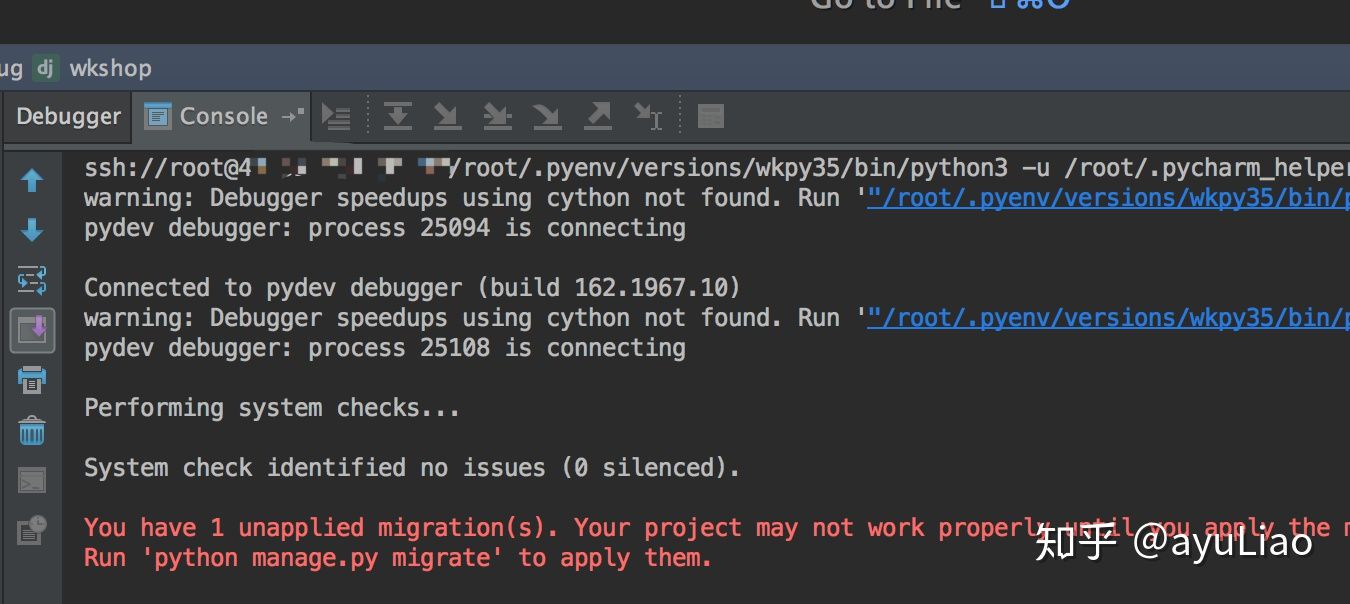 Go to File ⇧⌘O
ug dj wkshop
Debugger Console
ssh://root@4 /root/.pyenv/versions/wkpy35/bin/python3 -u /root/.pycharm_helper
warning: Debugger speedups using cython not found. Run '"/root/.pyenv/versions/wkpy35/bin/p
pydev debugger: process 25094 is connecting
Connected to pydev debugger (build 162.1967.10)
warning: Debugger speedups using cython not found. Run '"/root/.pyenv/versions/wkpy35/bin/p
pydev debugger: process 25108 is connecting
Performing system checks...
System check identified no issues (0 silenced).
You have 1 unapplied migration(s). Your project may not work properly until you apply the m
Run 'python manage.py migrate' to apply them.
知乎 @ayuLiao